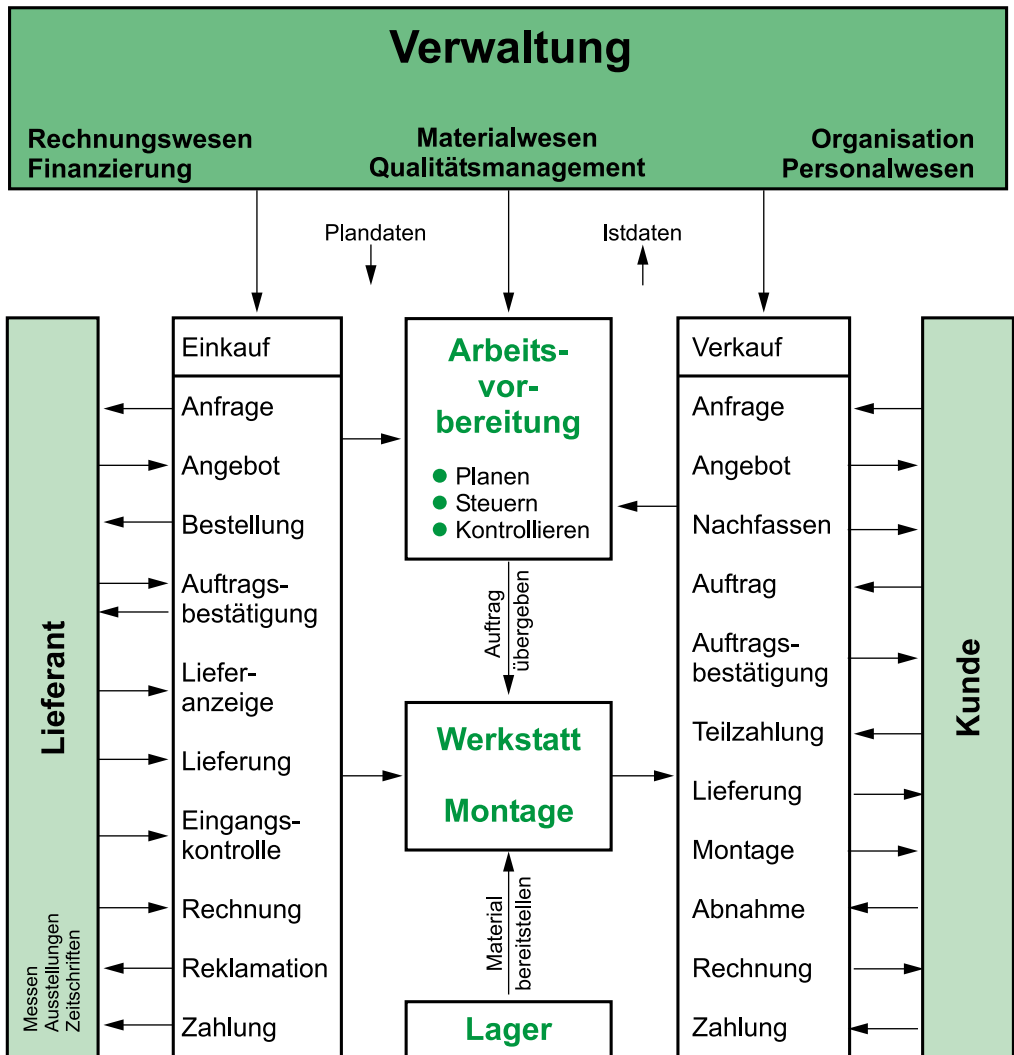 Verwaltung
Rechnungswesen
Finanzierung
Materialwesen
Qualitätsmanagement
Organisation
Personalwesen
Plandaten
Istdaten
Lieferant
Messen
Ausstellungen
Zeitschriften
Einkauf
Anfrage
Angebot
Bestellung
Auftrags-
bestätigung
Liefer-
anzeige
Lieferung
Eingangs-
kontrolle
Rechnung
Reklamation
Zahlung
Arbeits-
vor-
bereitung
● Planen
● Steuern
● Kontrollieren
Auftrag
übergeben
Werkstatt
Montage
Material
bereitstellen
Lager
Verkauf
Anfrage
Angebot
Nachfassen
Auftrag
Auftrags-
bestätigung
Teilzahlung
Lieferung
Montage
Abnahme
Rechnung
Zahlung
Kunde